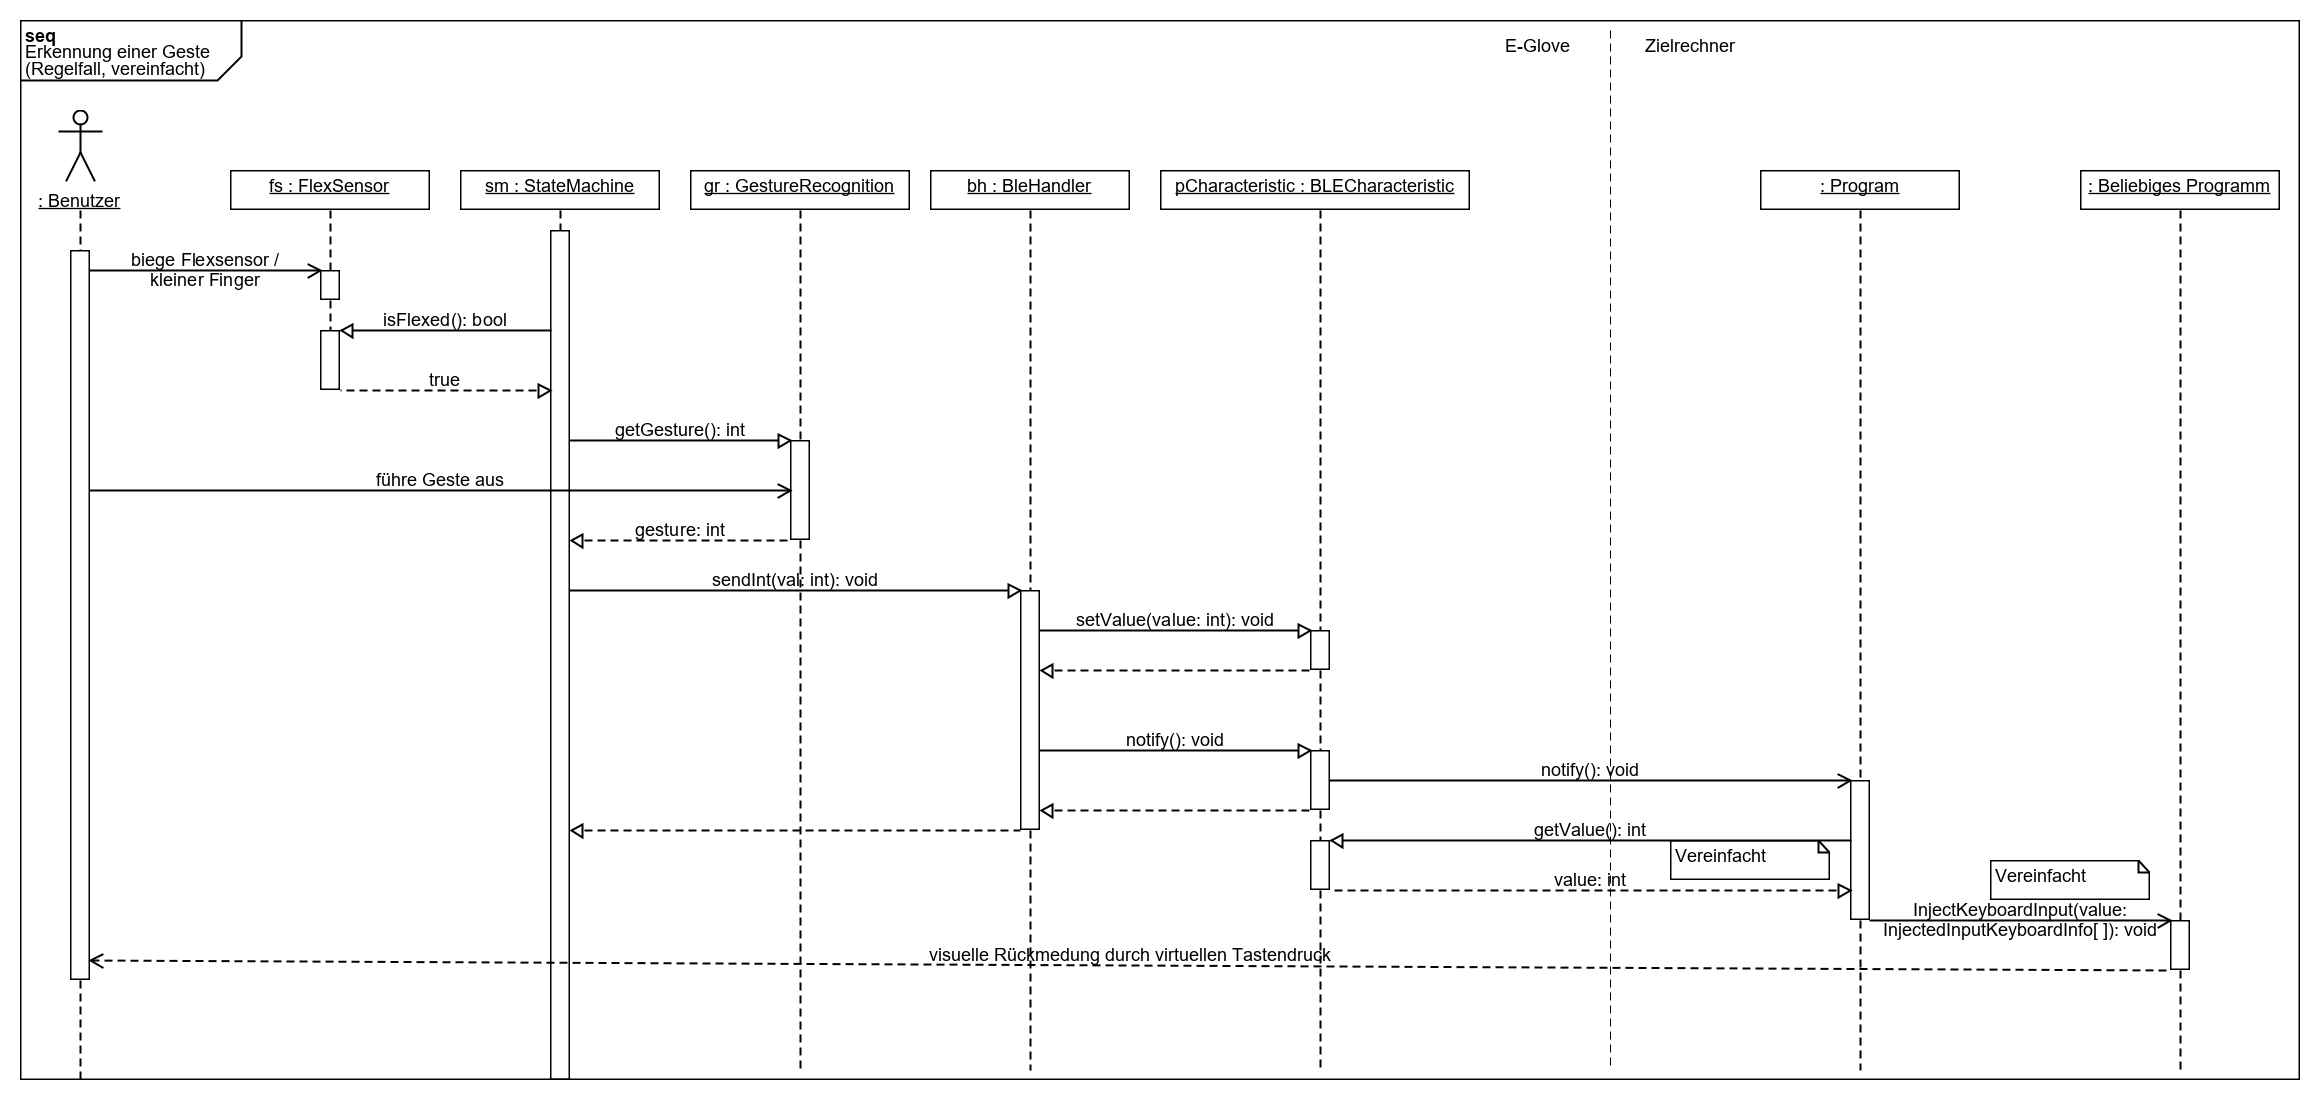 seq
Erkennung einer Geste
(Regelfall, vereinfacht)
E-Glove
Zielrechner
: Benutzer
fs : FlexSensor
sm : StateMachine
gr : GestureRecognition
bh : BleHandler
pCharacteristic : BLECharacteristic
: Program
: Beliebiges Programm
biege Flexsensor /
kleiner Finger
isFlexed(): bool
true
getGesture(): int
führe Geste aus
gesture: int
sendInt(val: int): void
setValue(value: int): void
notify(): void
notify(): void
getValue(): int
Vereinfacht
value: int
Vereinfacht
InjectKeyboardInput(value:
InjectedInputKeyboardInfo[ ]): void
visuelle Rückmedung durch virtuellen Tastendruck